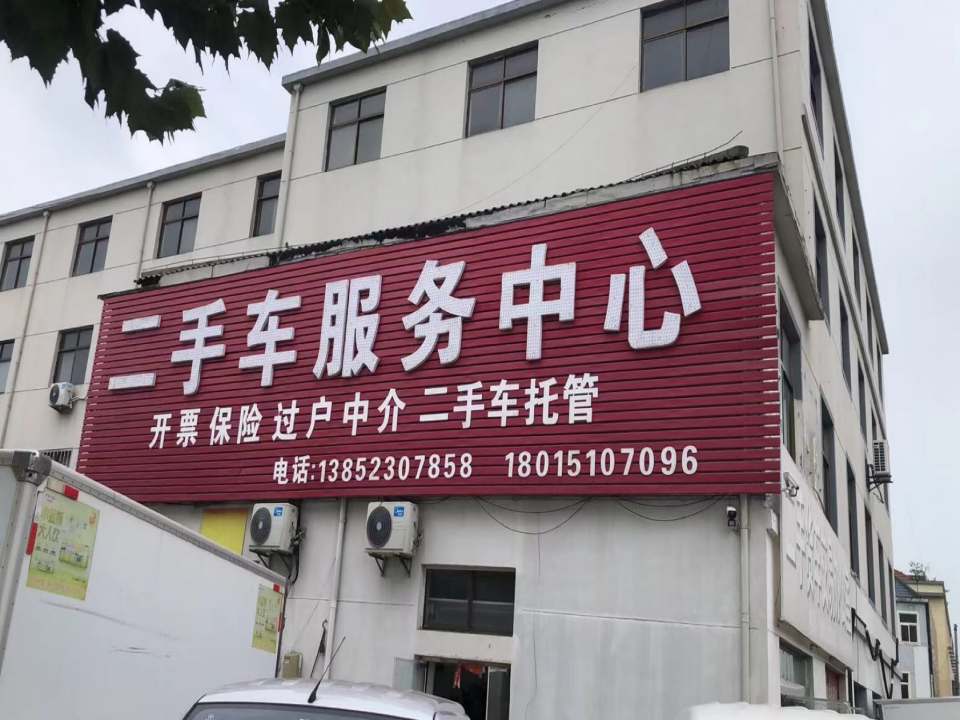 二手车服务中心
开票 保险 过户中介 二手车托管
电话:13852307858 18015107096